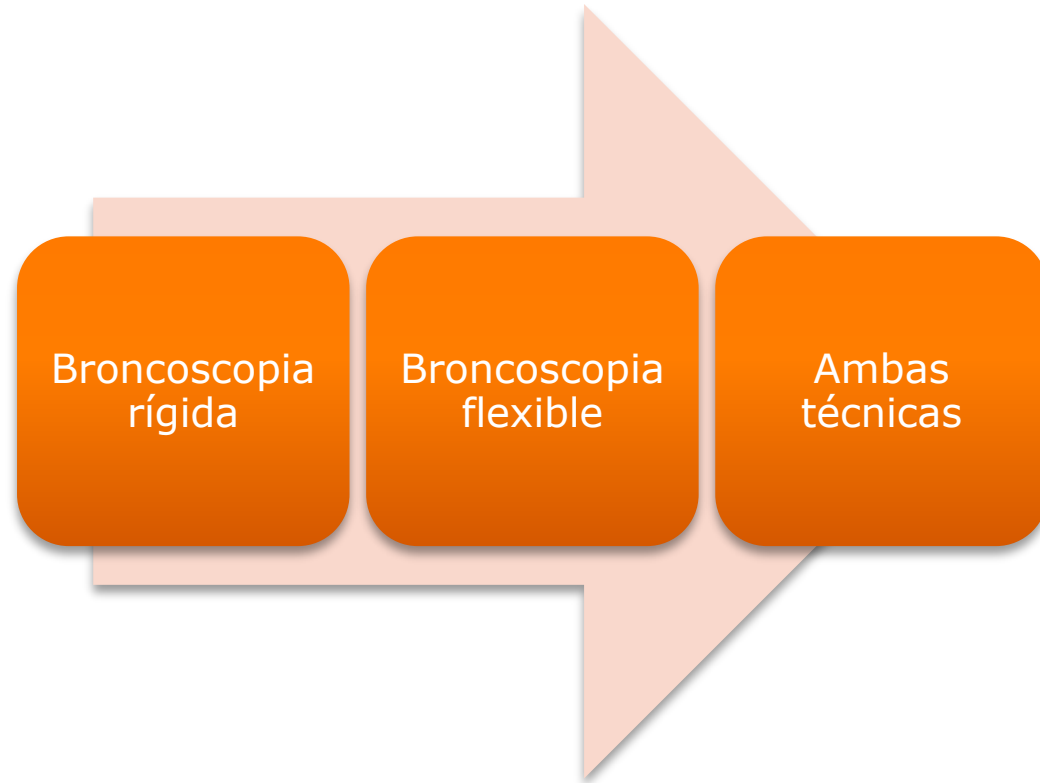 Broncoscopia
rígida
Broncoscopia
flexible
Ambas
técnicas